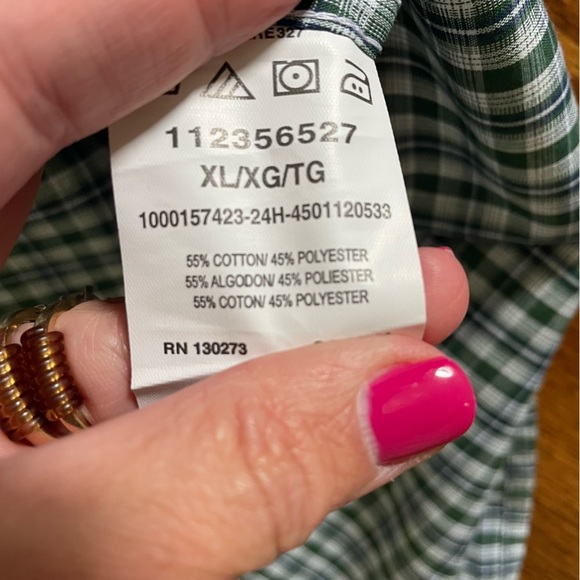 112356527
XL/XG/TG
1000157423-24H-4501120533
55% COTTON/ 45% POLYESTER
55% ALGODON/ 45% POLIESTER
55% COTON/ 45% POLYESTER
RN 130273